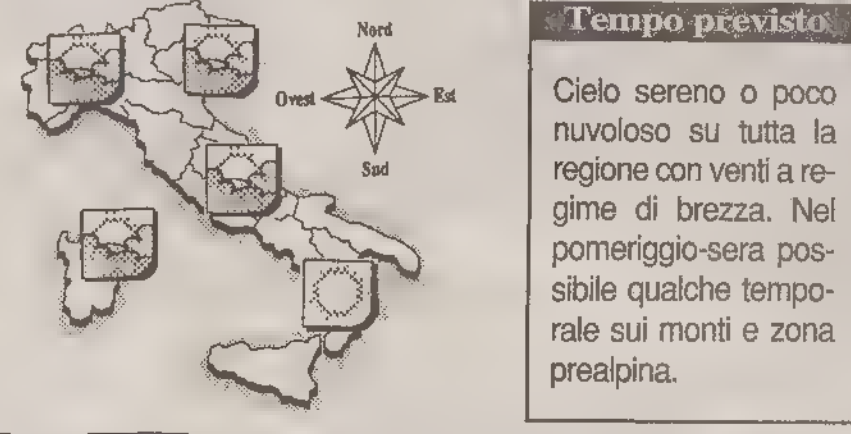 Nord
Ovest
Est
Sud
Tempo previsto
Cielo sereno o poco
nuvoloso su tutta la
regione con venti a re-
gime di brezza. Nel
pomeriggio-sera pos-
sibile qualche tempo-
rale sui monti e zona
prealpina.